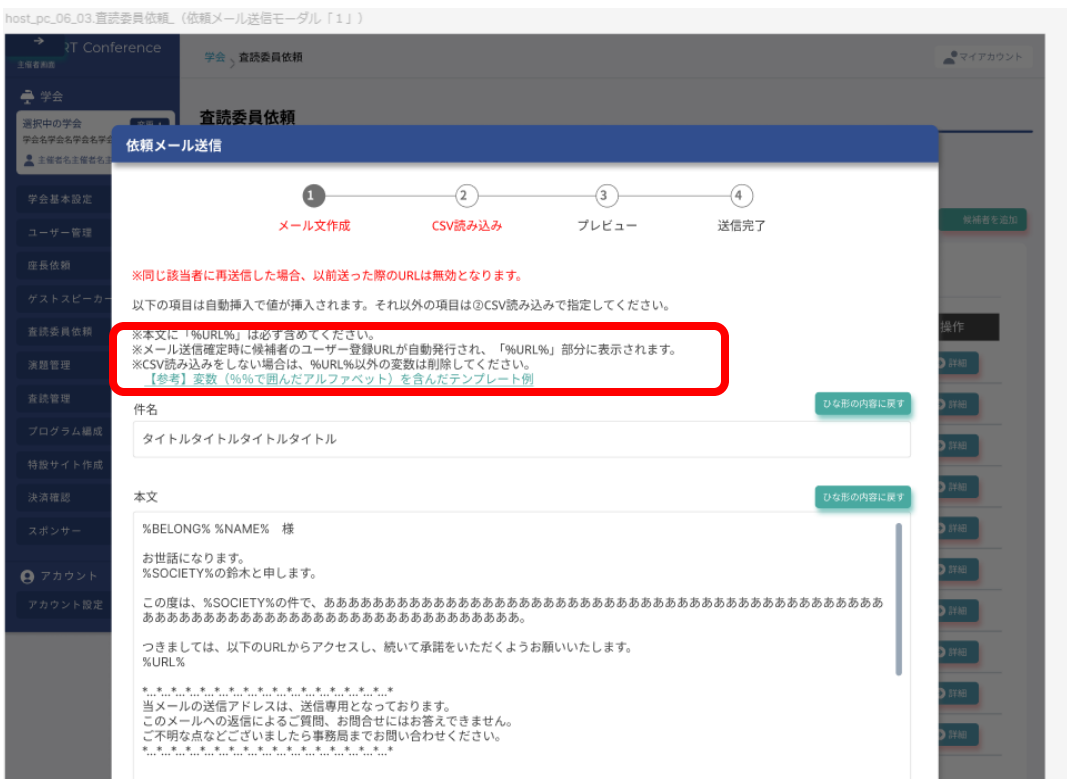 host_pc_06_03.査読委員依頼_（依頼メール送信モーダル「１」）
RT Conference
主催者画面
学会 査読委員依頼
マイアカウント
学会
選択中の学会
学会名学会名学会名学会
主催者名主催者名主
査読委員依頼
依頼メール送信
1 2 3 4
メール文作成 CSV読み込み プレビュー 送信完了
学会基本設定
ユーザー管理
座長依頼
ゲストスピーカー
査読委員依頼
演題管理
査読管理
プログラム編成
特設サイト作成
決済確認
スポンサー
アカウント
アカウント設定
候補者を追加
操作
※同じ該当者に再送信した場合、以前送った際のURLは無効となります。
以下の項目は自動挿入で値が挿入されます。それ以外の項目は②CSV読み込みで指定してください。
※本文に「%URL%」は必ず含めてください。
※メール送信確定時に候補者のユーザー登録URLが自動発行され、「%URL%」部分に表示されます。
※CSV読み込みをしない場合は、%URL%以外の変数は削除してください。
【参考】変数（%%で囲んだアルファベット）を含んだテンプレート例
件名
ひな形の内容に戻す
タイトルタイトルタイトルタイトル
本文
ひな形の内容に戻す
%BELONG% %NAME%　様
お世話になります。
%SOCIETY%の鈴木と申します。
この度は、%SOCIETY%の件で、ああああああああああああああああああああああああああああああああああああああああああああああ
あああああああああああああああああああああああああああああああ。
つきましては、以下のURLからアクセスし、続いて承諾をいただくようお願いいたします。
%URL%
*...*...*...*...*...*...*...*...*...*...*...*...*...*...*...*...*...*
当メールの送信アドレスは、送信専用となっております。
このメールへの返信によるご質問、お問合せにはお答えできません。
ご不明な点などございましたら事務局までお問い合わせください。
*...*...*...*...*...*...*...*...*...*...*...*...*...*...*...*...*...*
詳細
詳細
詳細
詳細
詳細
詳細
詳細
詳細
詳細
詳細